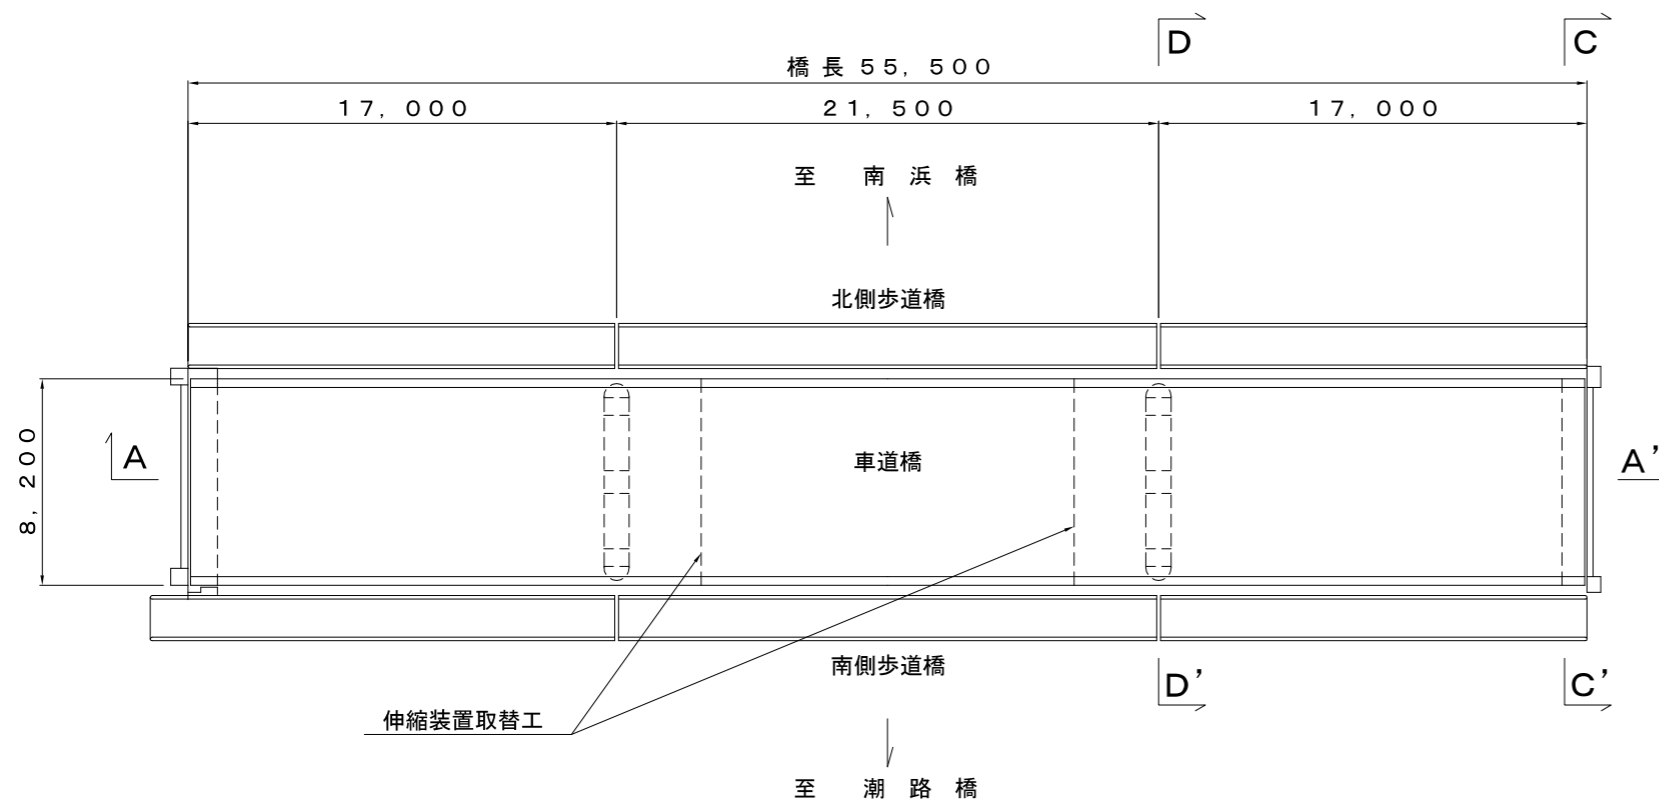 D
C
橋長 55,500
17,000
21,500
17,000
至 南浜橋
北側歩道橋
8,200
A
車道橋
A'
南側歩道橋
D'
C'
伸縮装置取替工
至 潮路橋